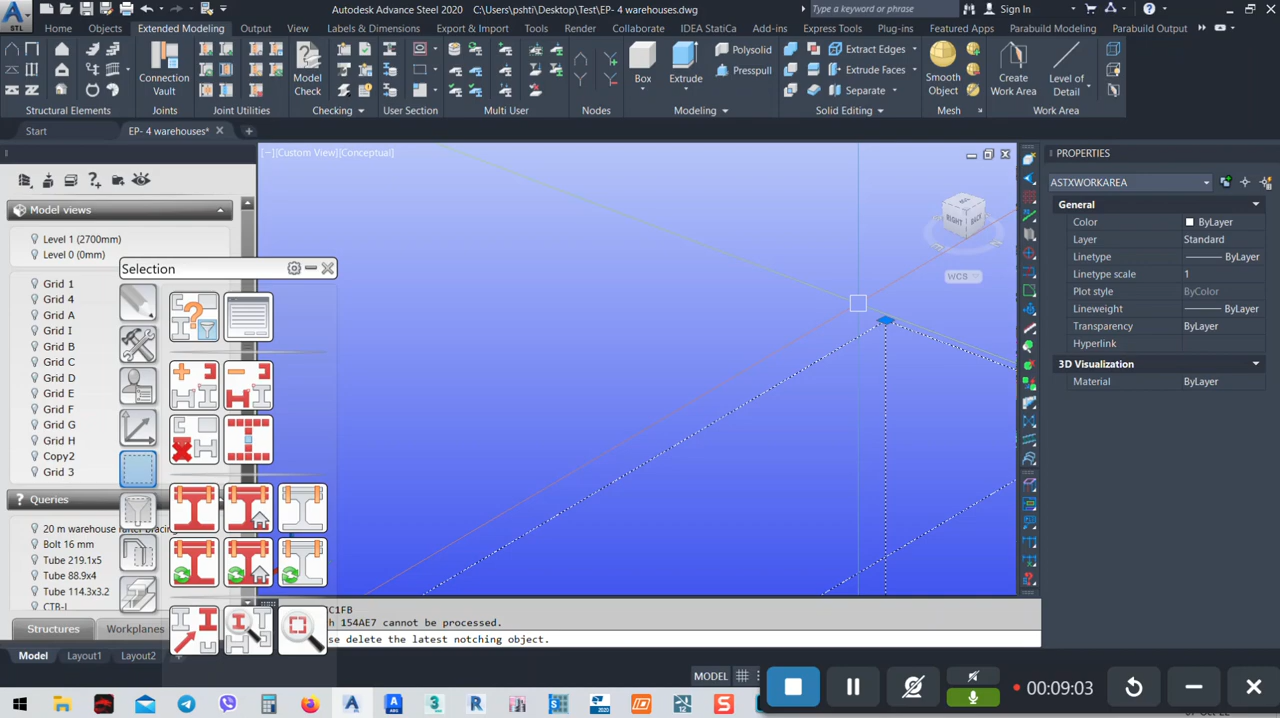 Autodesk Advance Steel 2020 C:\Users\pshti\Desktop\Test\EP- 4 warehouses.dwg
Type a keyword or phrase
Sign In
STL
Home Objects Extended Modeling Output View Labels & Dimensions Export & Import Tools Render Collaborate IDEA StatiCa Add-ins Express Tools Plug-ins Featured Apps Parabuild Modeling Parabuild Output
Connection Vault
Model Check
Box
Extrude
Polysolid
Presspull
Extract Edges
Extrude Faces
Separate
Smooth Object
Create Work Area
Level of Detail
Structural Elements Joints Joint Utilities Checking User Section Multi User Nodes Modeling Solid Editing Mesh Work Area
Start EP- 4 warehouses*
[−][Custom View][Conceptual]
RIGHT BACK
WCS
Model views
Level 1 (2700mm)
Level 0 (0mm)
Grid 1
Grid 4
Grid A
Grid I
Grid B
Grid C
Grid D
Grid E
Grid F
Grid G
Grid H
Copy2
Grid 3
Selection
Queries
20 m warehouse rafter bracing
Bolt 16 mm
Tube 219.1x5
Tube 88.9x4
Tube 114.3x3.2
CTR-L
Structures Workplanes
Model Layout1 Layout2
C1FB
h 154AE7 cannot be processed.
se delete the latest notching object.
MODEL
PROPERTIES
ASTXWORKAREA
General
Color ByLayer
Layer Standard
Linetype ByLayer
Linetype scale 1
Plot style ByColor
Lineweight ByLayer
Transparency ByLayer
Hyperlink
3D Visualization
Material ByLayer
00:09:03